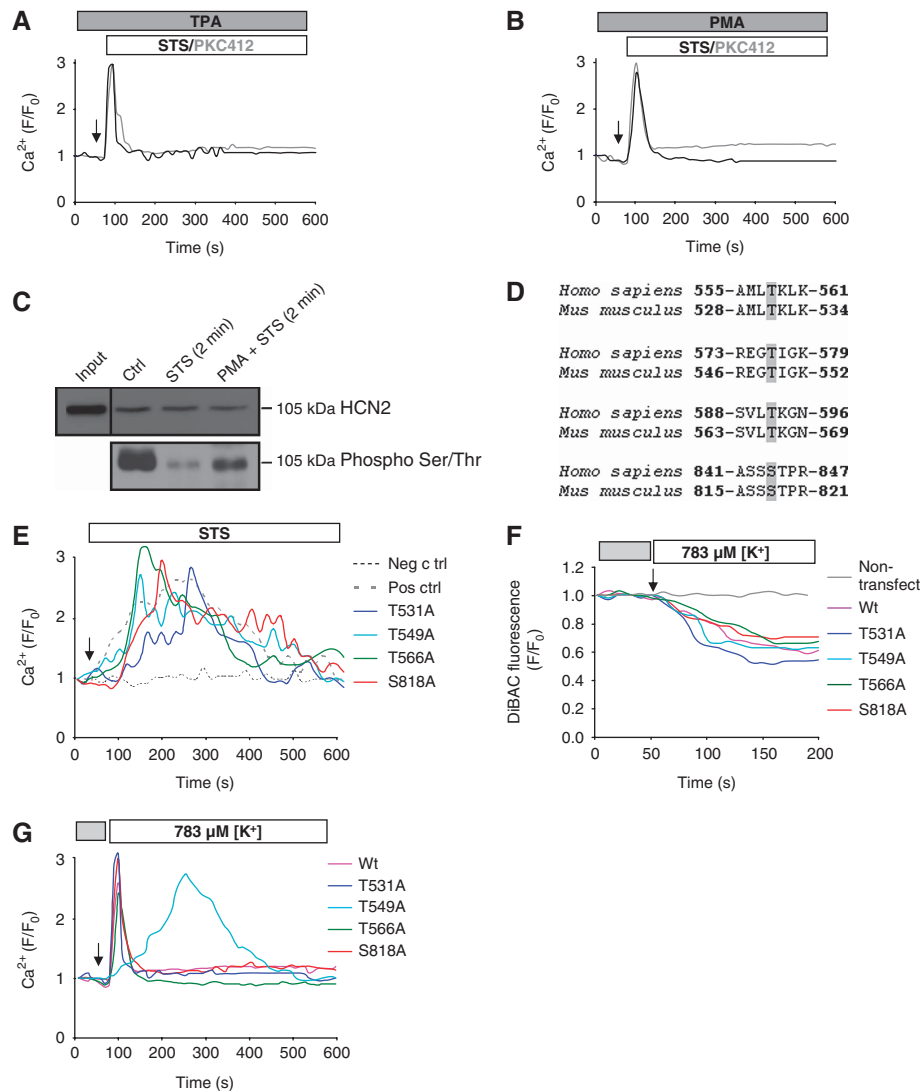 A
TPA
STS/PKC412
Ca²⁺ (F/F₀)
3
2
1
0
0 100 200 300 400 500 600
Time (s)
B
PMA
STS/PKC412
Ca²⁺ (F/F₀)
3
2
1
0
0 100 200 300 400 500 600
Time (s)
C
Input
Ctrl
STS (2 min)
PMA + STS (2 min)
105 kDa HCN2
105 kDa Phospho Ser/Thr
D
Homo sapiens 555-AMLTKLK-561
Mus musculus 528-AMLTKLK-534
Homo sapiens 573-REGTIGK-579
Mus musculus 546-REGTIGK-552
Homo sapiens 588-SVLTKGN-596
Mus musculus 563-SVLTKGN-569
Homo sapiens 841-ASSSTPR-847
Mus musculus 815-ASSSTPR-821
E
STS
Ca²⁺ (F/F₀)
3
2
1
0
0 100 200 300 400 500 600
Time (s)
Neg c trl
Pos ctrl
T531A
T549A
T566A
S818A
F
783 µM [K⁺]
DiBAC fluorescence
(F/F₀)
1.2
1.0
0.8
0.6
0.4
1.2
0.0
0 50 100 150 200
Time (s)
Non-
transfect
Wt
T531A
T549A
T566A
S818A
G
783 µM [K⁺]
Ca²⁺ (F/F₀)
3
2
1
0
0 100 200 300 400 500 600
Time (s)
Wt
T531A
T549A
T566A
S818A